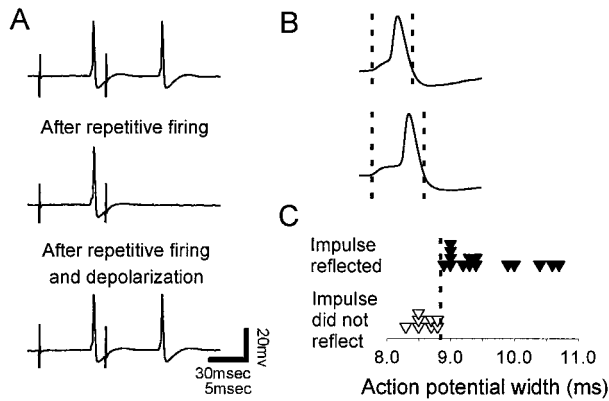 A
After repetitive firing
After repetitive firing
and depolarization
20mv
30msec
5msec
B
C
Impulse
reflected
Impulse
did not
reflect
8.0 9.0 10.0 11.0
Action potential width (ms)